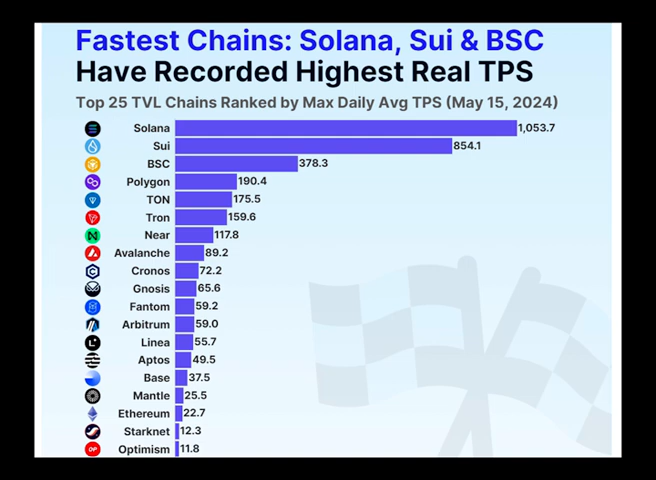 Fastest Chains: Solana, Sui & BSC
Have Recorded Highest Real TPS
Top 25 TVL Chains Ranked by Max Daily Avg TPS (May 15, 2024)
Solana 1,053.7
Sui 854.1
BSC 378.3
Polygon 190.4
TON 175.5
Tron 159.6
Near 117.8
Avalanche 89.2
Cronos 72.2
Gnosis 65.6
Fantom 59.2
Arbitrum 59.0
Linea 55.7
Aptos 49.5
Base 37.5
Mantle 25.5
Ethereum 22.7
Starknet 12.3
OP Optimism 11.8